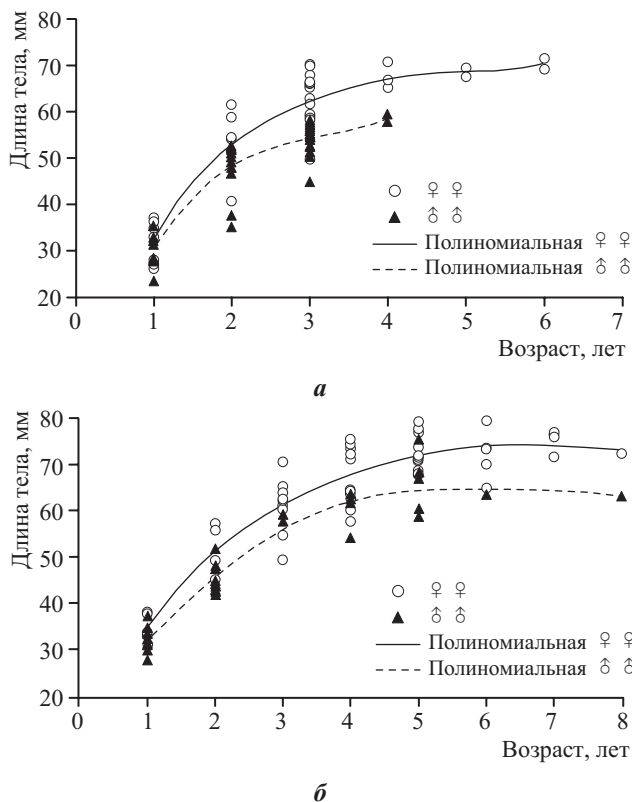 Длина тела, мм
80
70
60
50
40
30
20
0 1 2 3 4 5 6 7
♀ ♀
♂ ♂
Полиномиальная ♀ ♀
Полиномиальная ♂ ♂
Возраст, лет
а
Длина тела, мм
80
70
60
50
40
30
20
0 1 2 3 4 5 6 7 8
♀ ♀
♂ ♂
Полиномиальная ♀ ♀
Полиномиальная ♂ ♂
Возраст, лет
б